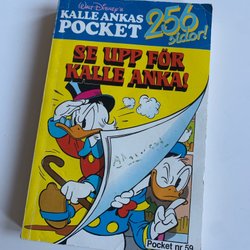 Walt Disney's
KALLE ANKAS
POCKET
256
sidor!
SE UPP FÖR
KALLE ANKA!
Pocket nr 59